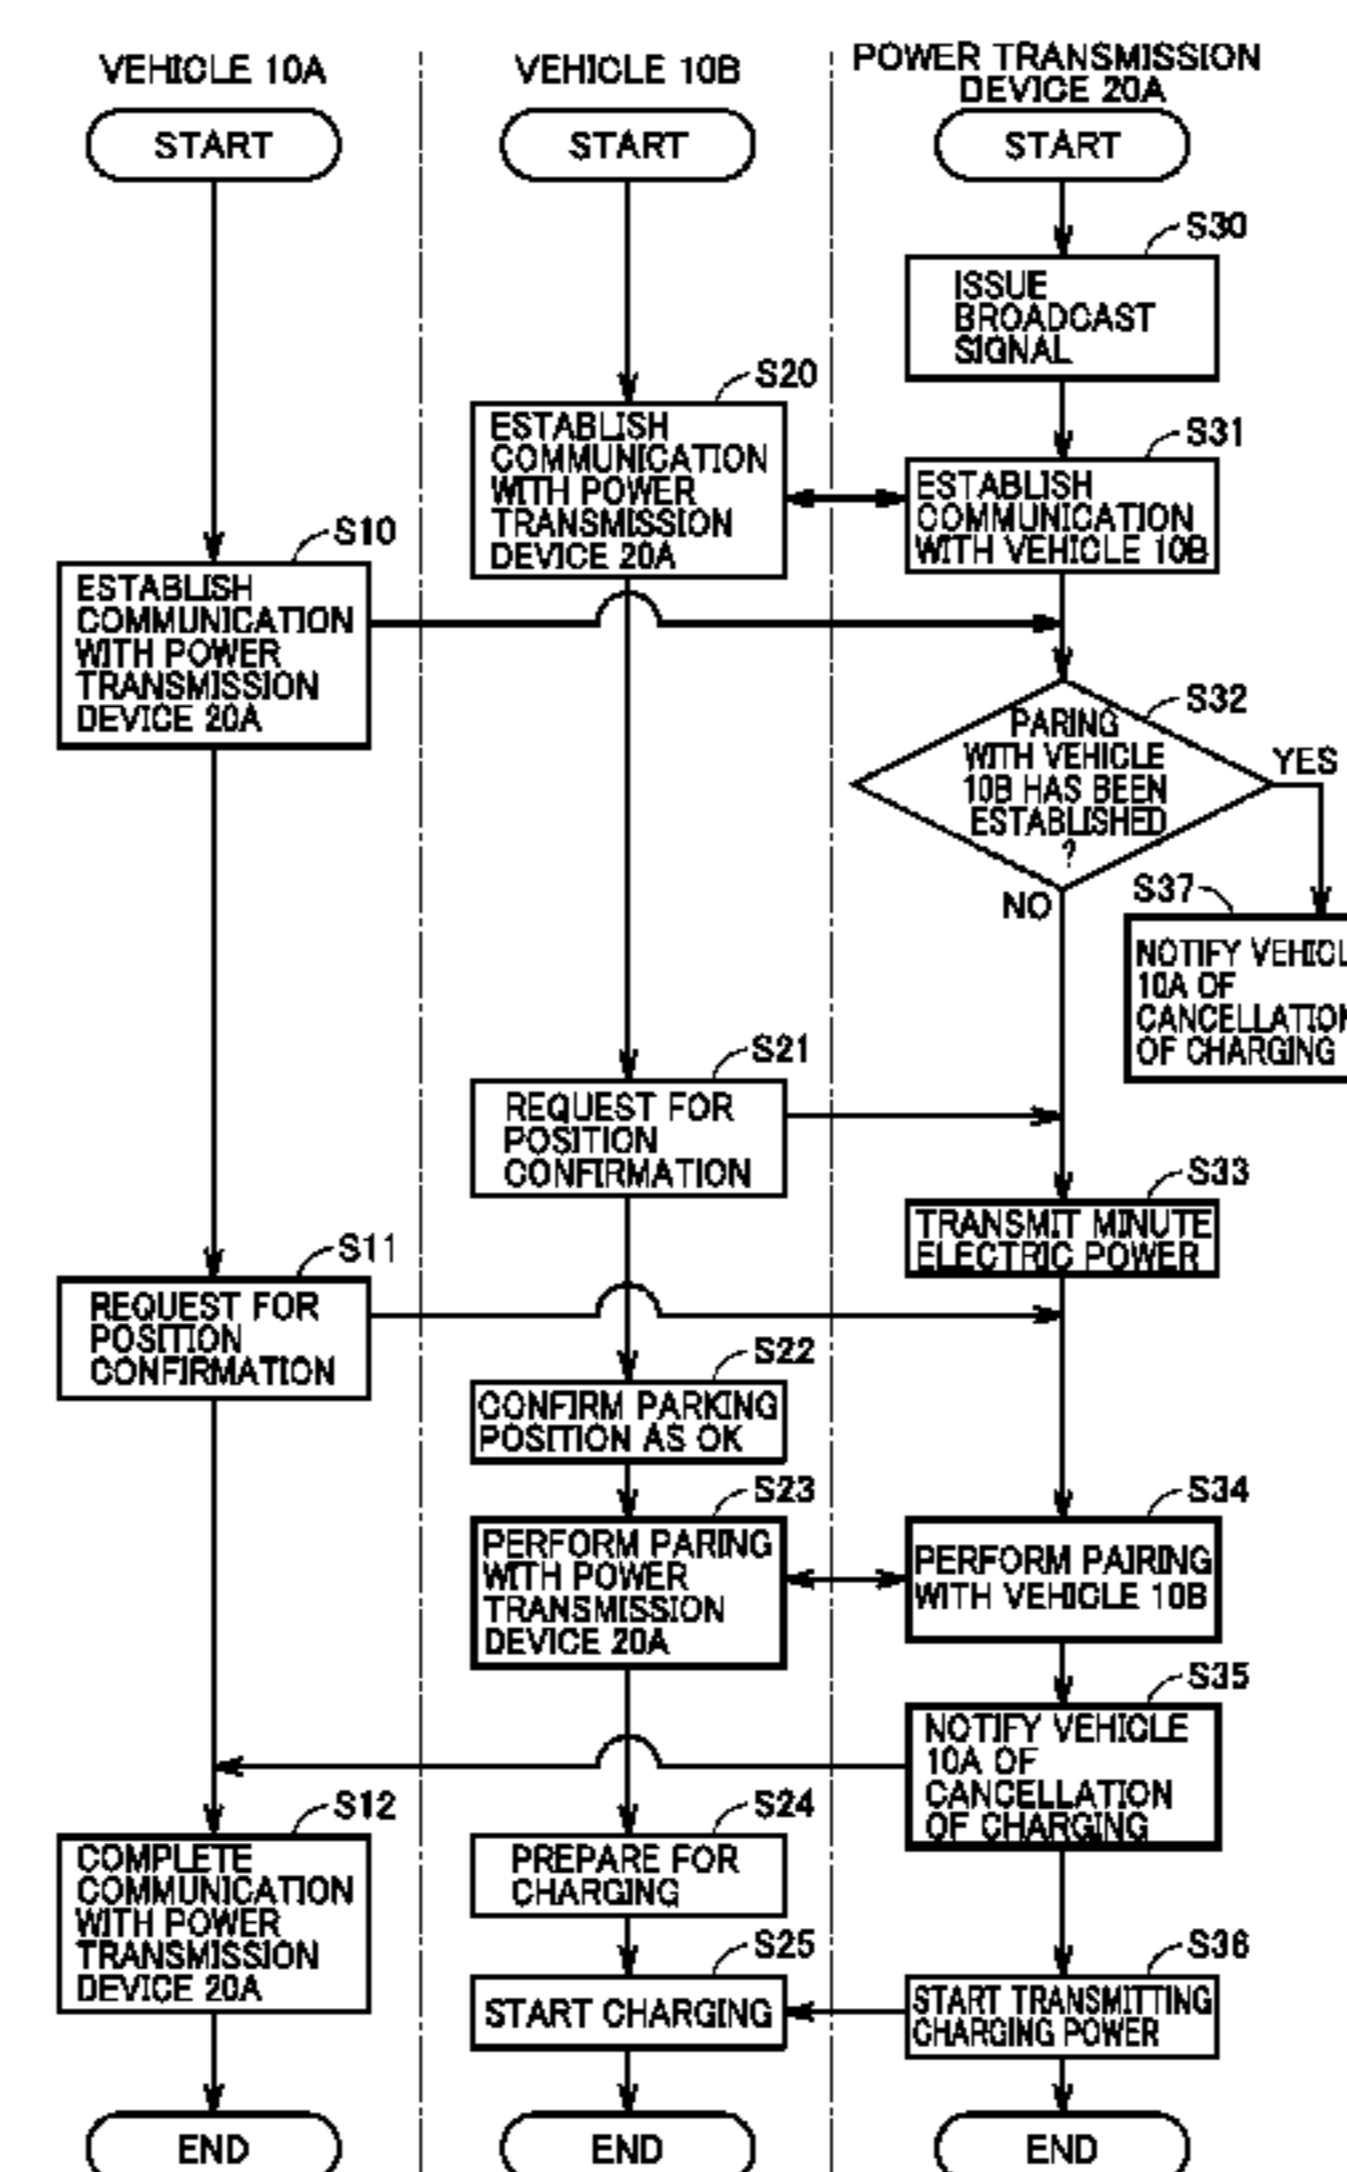 VEHICLE 10A
START
S10
ESTABLISH
COMMUNICATION
WITH POWER
TRANSMISSION
DEVICE 20A
S11
REQUEST FOR
POSITION
CONFIRMATION
S12
COMPLETE
COMMUNICATION
WITH POWER
TRANSMISSION
DEVICE 20A
END
VEHICLE 10B
START
S20
ESTABLISH
COMMUNICATION
WITH POWER
TRANSMISSION
DEVICE 20A
S21
REQUEST FOR
POSITION
CONFIRMATION
S22
CONFIRM PARKING
POSITION AS OK
S23
PERFORM PARING
WITH POWER
TRANSMISSION
DEVICE 20A
S24
PREPARE FOR
CHARGING
S25
START CHARGING
END
POWER TRANSMISSION
DEVICE 20A
START
S30
ISSUE
BROADCAST
SIGNAL
S31
ESTABLISH
COMMUNICATION
WITH VEHICLE 10B
S32
PARING
WITH VEHICLE
10B HAS BEEN
ESTABLISHED
?
YES
NO
S37
NOTIFY VEHICL
10A OF
CANCELLATION
OF CHARGING
S33
TRANSMIT MINUTE
ELECTRIC POWER
S34
PERFORM PAIRING
WITH VEHICLE 10B
S35
NOTIFY VEHICLE
10A OF
CANCELLATION
OF CHARGING
S36
START TRANSMITTING
CHARGING POWER
END